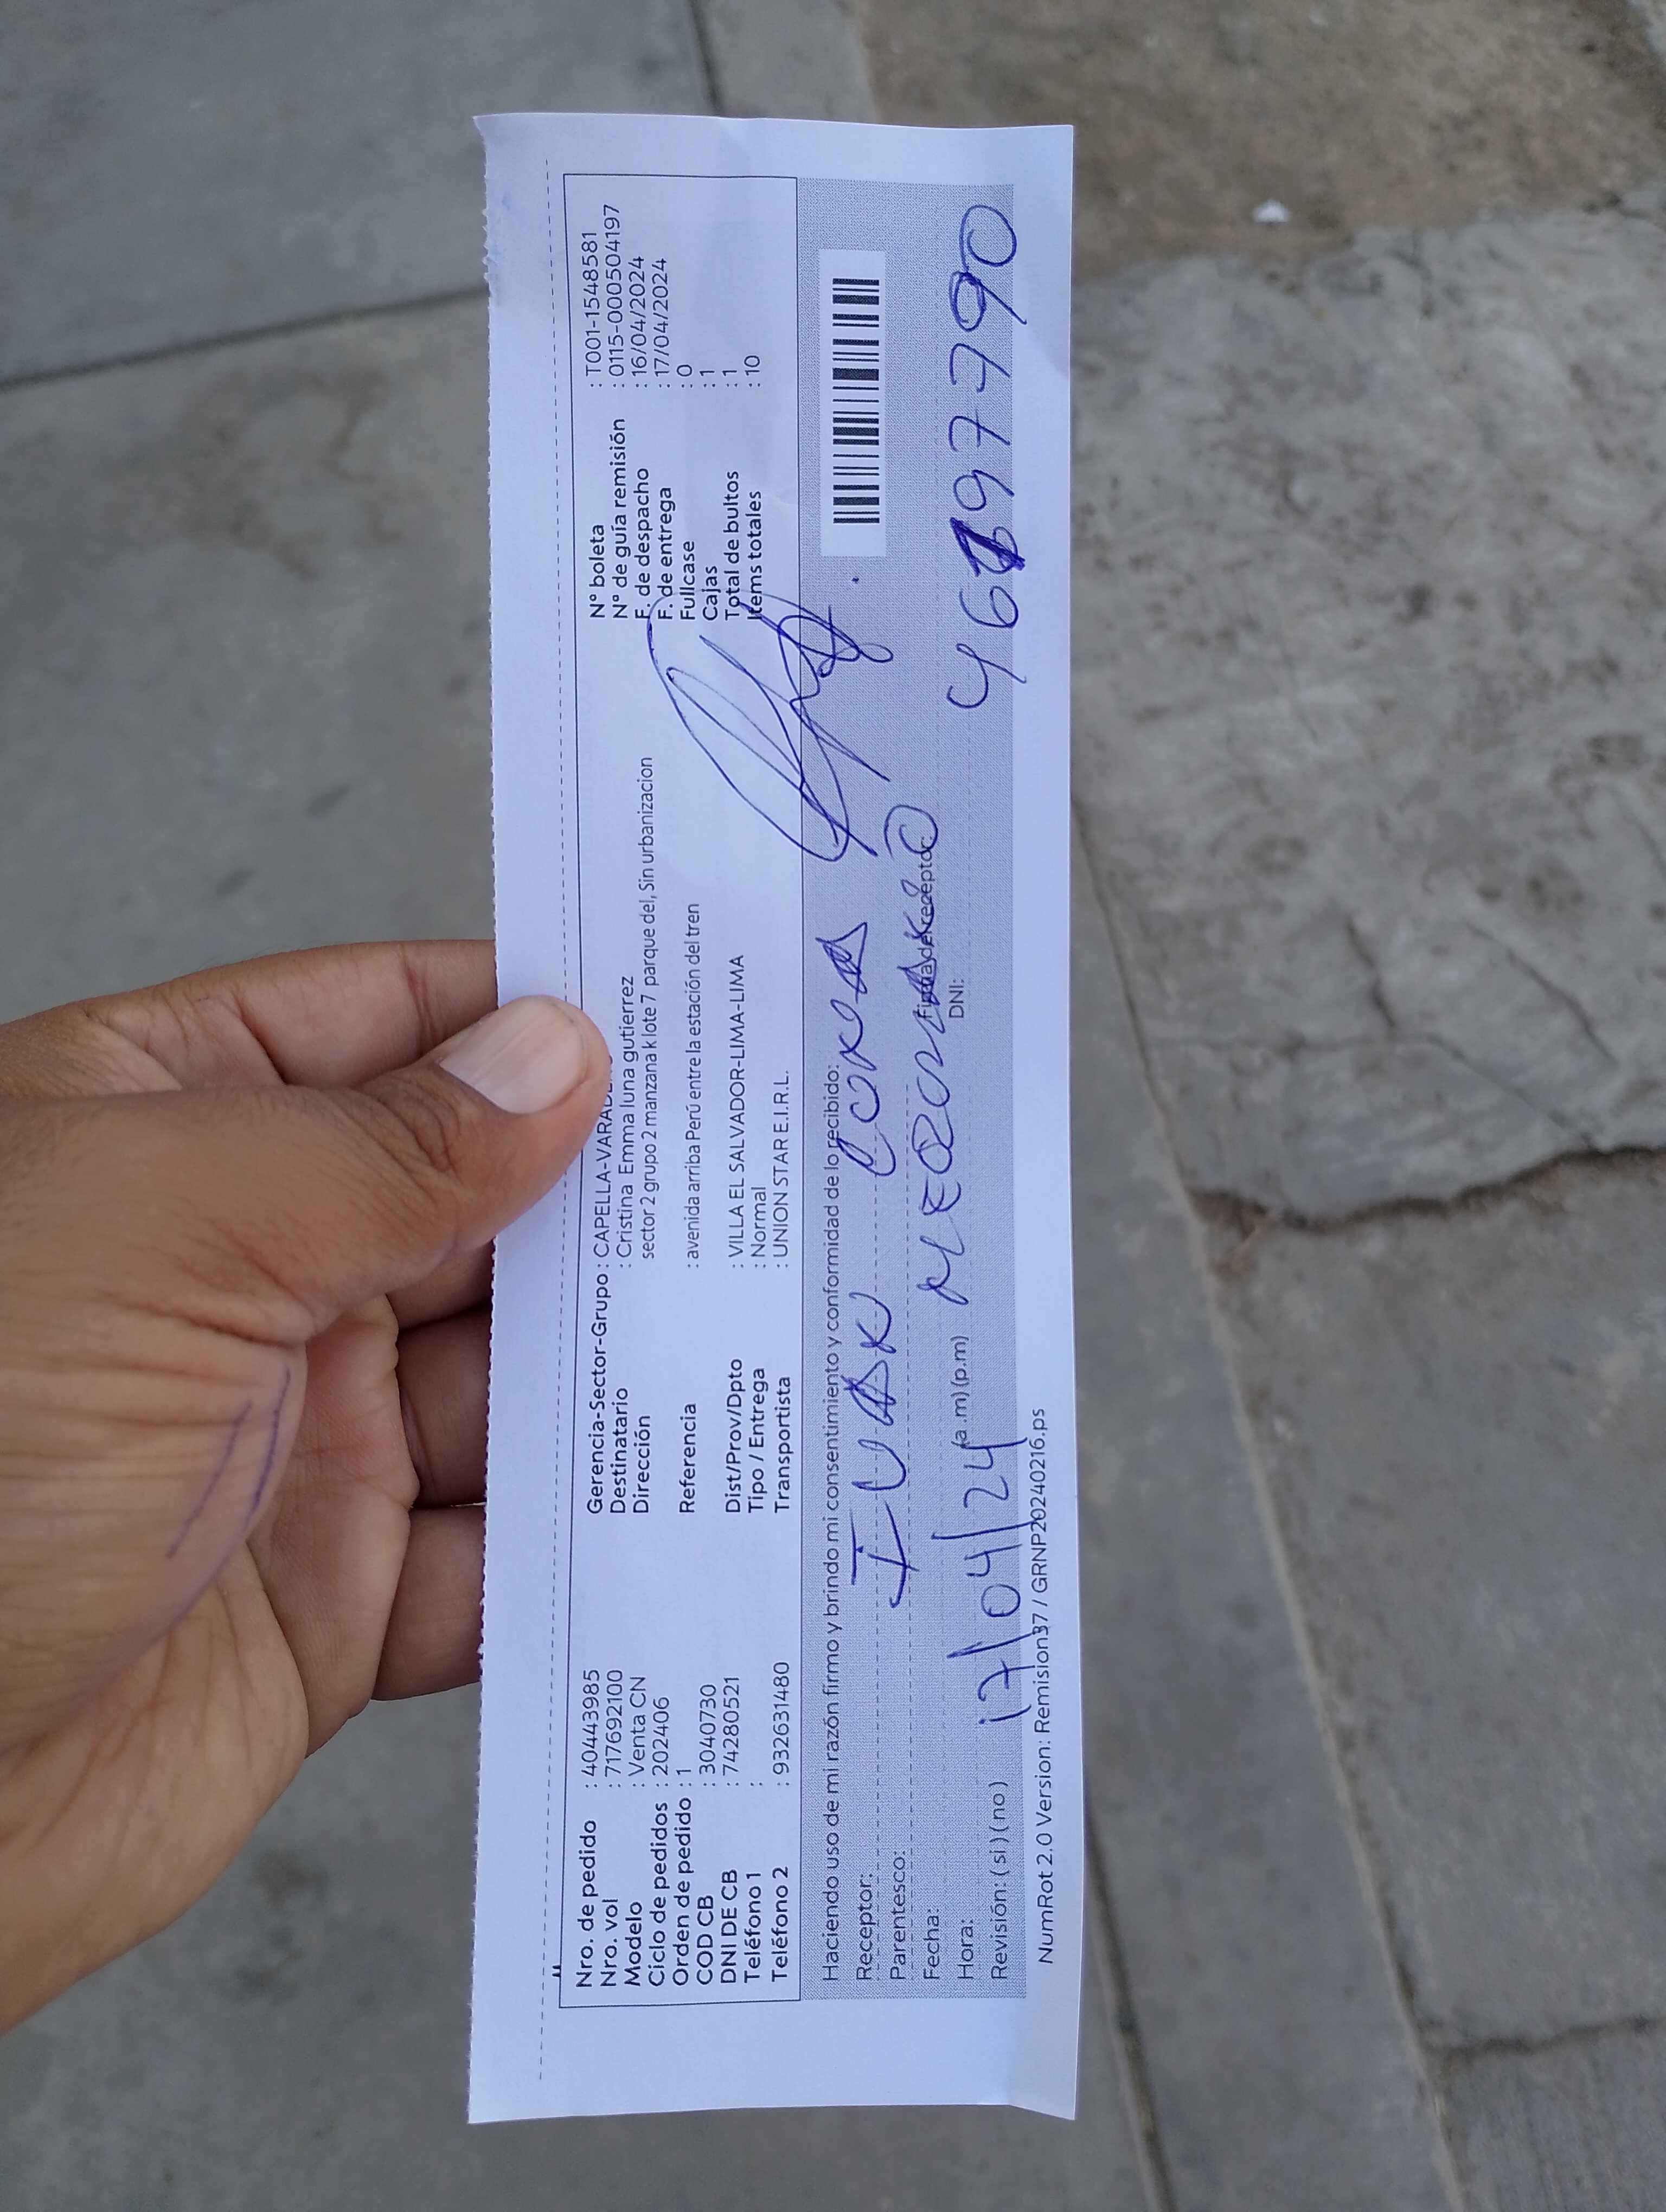 Nro. de pedido : 40443985
Nro. vol : 717692100
Modelo : Venta CN
Ciclo de pedidos : 202406
Orden de pedido : 1
COD CB : 3040730
DNI DE CB : 74280521
Teléfono 1 :
Teléfono 2 : 932631480
Gerencia-Sector-Grupo : CAPELLA-VARAD
Destinatario : Cristina Emma luna gutierrez
Dirección sector 2 grupo 2 manzana k lote 7 parque del, Sin urbanizacion
Referencia : avenida arriba Perú entre la estación del tren
Dist/Prov/Dpto : VILLA EL SALVADOR-LIMA-LIMA
Tipo / Entrega : Normal
Transportista : UNION STAR E.I.R.L.
N° boleta : T001-1548581
N° de guía remisión : 0115-000504197
F. de despacho : 16/04/2024
F. de entrega : 17/04/2024
Fullcase : 0
Cajas : 1
Total de bultos : 1
Items totales : 10
Haciendo uso de mi razón firmo y brindo mi consentimiento y conformidad de lo recibido:
Receptor:
Parentesco:
Fecha: 17/04/24
Hora: (a.m) (p.m)
Revisión: ( si ) ( no )
Firma del receptor
DNI:
NumRot 2.0 Version: Remision37 / GRNP20240216.ps